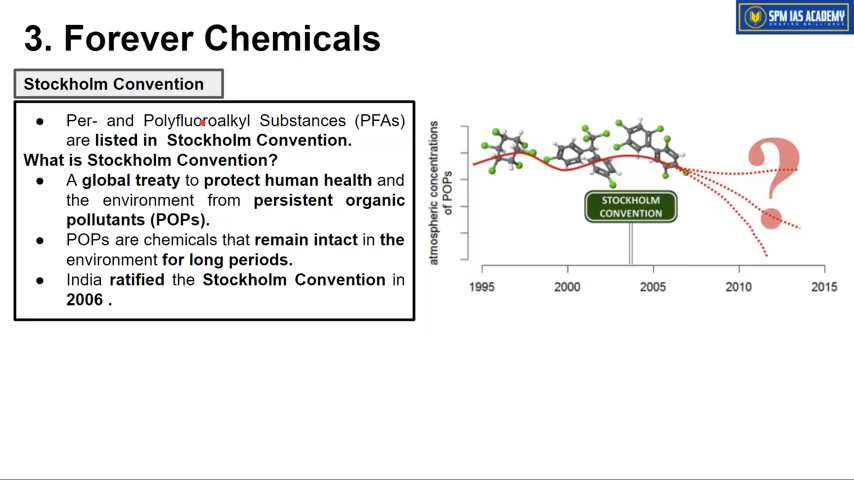 SPM IAS ACADEMY
SHAPING BRILLIANCE
3. Forever Chemicals
Stockholm Convention
● Per- and Polyfluoroalkyl Substances (PFAs)
are listed in Stockholm Convention.
What is Stockholm Convention?
● A global treaty to protect human health and
the environment from persistent organic
pollutants (POPs).
● POPs are chemicals that remain intact in the
environment for long periods.
● India ratified the Stockholm Convention in
2006 .
atmospheric concentrations
of POPs
STOCKHOLM
CONVENTION
?
1995 2000 2005 2010 2015